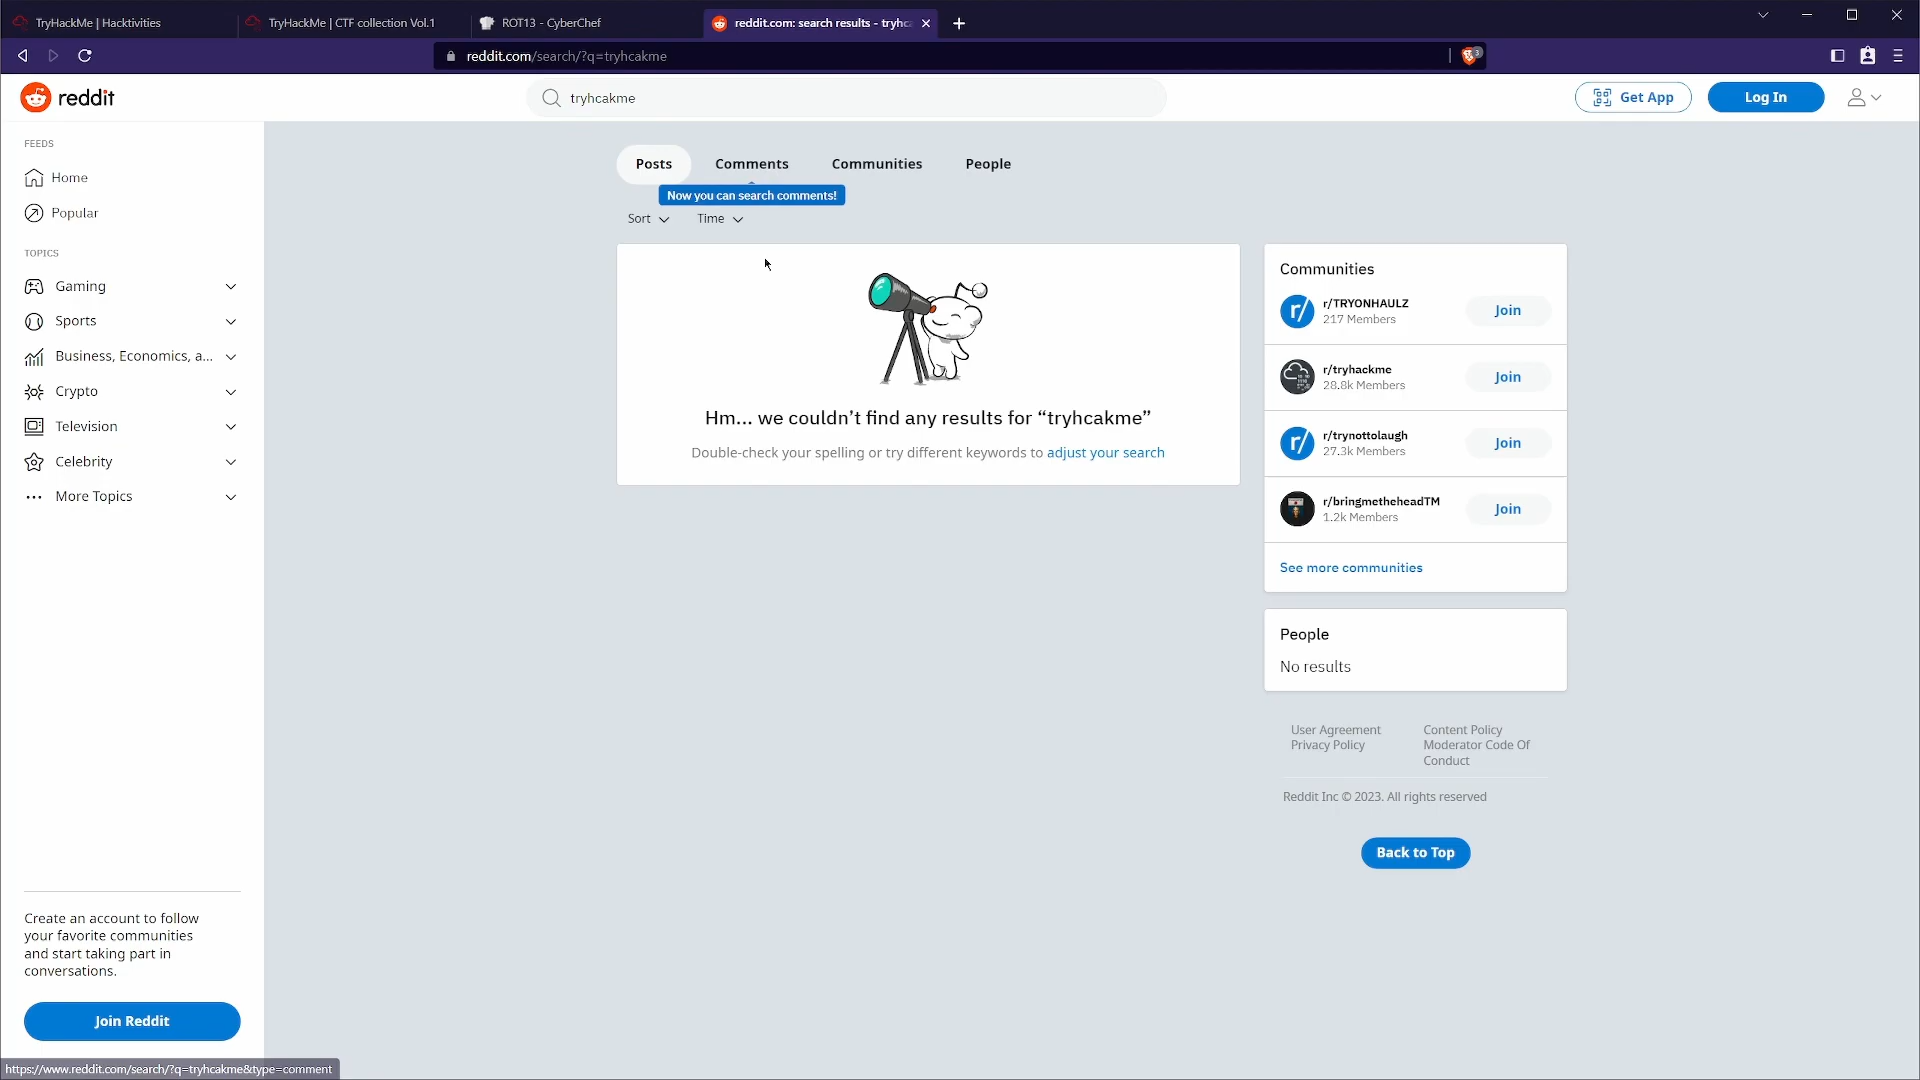 TryHackMe | Hacktivities
TryHackMe | CTF collection Vol.1
ROT13 - CyberChef
reddit.com: search results - tryhc
reddit.com/search/?q=tryhcakme
3
reddit
tryhcakme
Get App
Log In
FEEDS
Home
Popular
TOPICS
Gaming
Sports
Business, Economics, a...
Crypto
Television
Celebrity
More Topics
Create an account to follow
your favorite communities
and start taking part in
conversations.
Join Reddit
https://www.reddit.com/search/?q=tryhcakme&type=comment
Posts
Comments
Communities
People
Now you can search comments!
Sort
Time
Hm... we couldn’t find any results for “tryhcakme”
Double-check your spelling or try different keywords to adjust your search
Communities
r/
r/TRYONHAULZ
217 Members
Join
r/tryhackme
28.8k Members
Join
r/
r/trynottolaugh
27.3k Members
Join
r/bringmetheheadTM
1.2k Members
Join
See more communities
People
No results
User Agreement
Privacy Policy
Content Policy
Moderator Code Of
Conduct
Reddit Inc © 2023. All rights reserved
Back to Top